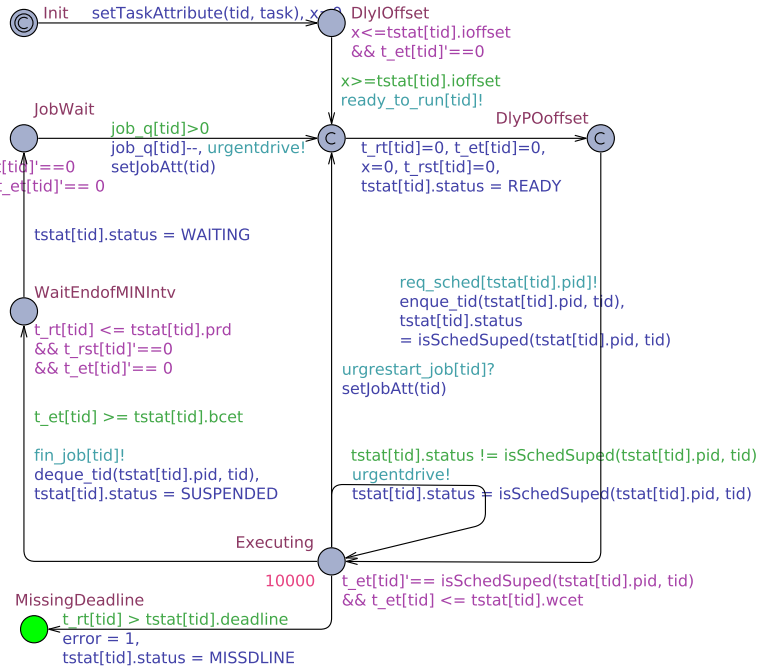 Init
setTaskAttribute(tid, task), x=0
DlyIOffset
x<=tstat[tid].ioffset
&& t_et[tid]'==0
x>=tstat[tid].ioffset
ready_to_run[tid]!
JobWait
job_q[tid]>0
job_q[tid]--, urgentdrive!
setJobAtt(tid)
[tid]'==0
t_et[tid]'== 0
DlyPOoffset
t_rt[tid]=0, t_et[tid]=0,
x=0, t_rst[tid]=0,
tstat[tid].status = READY
tstat[tid].status = WAITING
WaitEndofMINIntv
t_rt[tid] <= tstat[tid].prd
&& t_rst[tid]'==0
&& t_et[tid]'== 0
req_sched[tstat[tid].pid]!
enque_tid(tstat[tid].pid, tid),
tstat[tid].status
= isSchedSuped(tstat[tid].pid, tid)
urgrestart_job[tid]?
setJobAtt(tid)
t_et[tid] >= tstat[tid].bcet
fin_job[tid]!
deque_tid(tstat[tid].pid, tid),
tstat[tid].status = SUSPENDED
tstat[tid].status != isSchedSuped(tstat[tid].pid, tid)
urgentdrive!
tstat[tid].status = isSchedSuped(tstat[tid].pid, tid)
Executing
10000
t_et[tid]'== isSchedSuped(tstat[tid].pid, tid)
&& t_et[tid] <= tstat[tid].wcet
MissingDeadline
t_rt[tid] > tstat[tid].deadline
error = 1,
tstat[tid].status = MISSDLINE